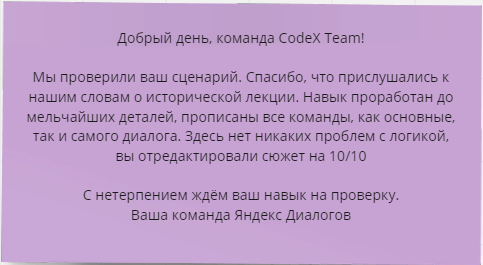 Добрый день, команда CodeX Team!
Мы проверили ваш сценарий. Спасибо, что прислушались к
нашим словам о исторической лекции. Навык проработан до
мельчайших деталей, прописаны все команды, как основные,
так и самого диалога. Здесь нет никаких проблем с логикой,
вы отредактировали сюжет на 10/10
С нетерпением ждём ваш навык на проверку.
Ваша команда Яндекс Диалогов